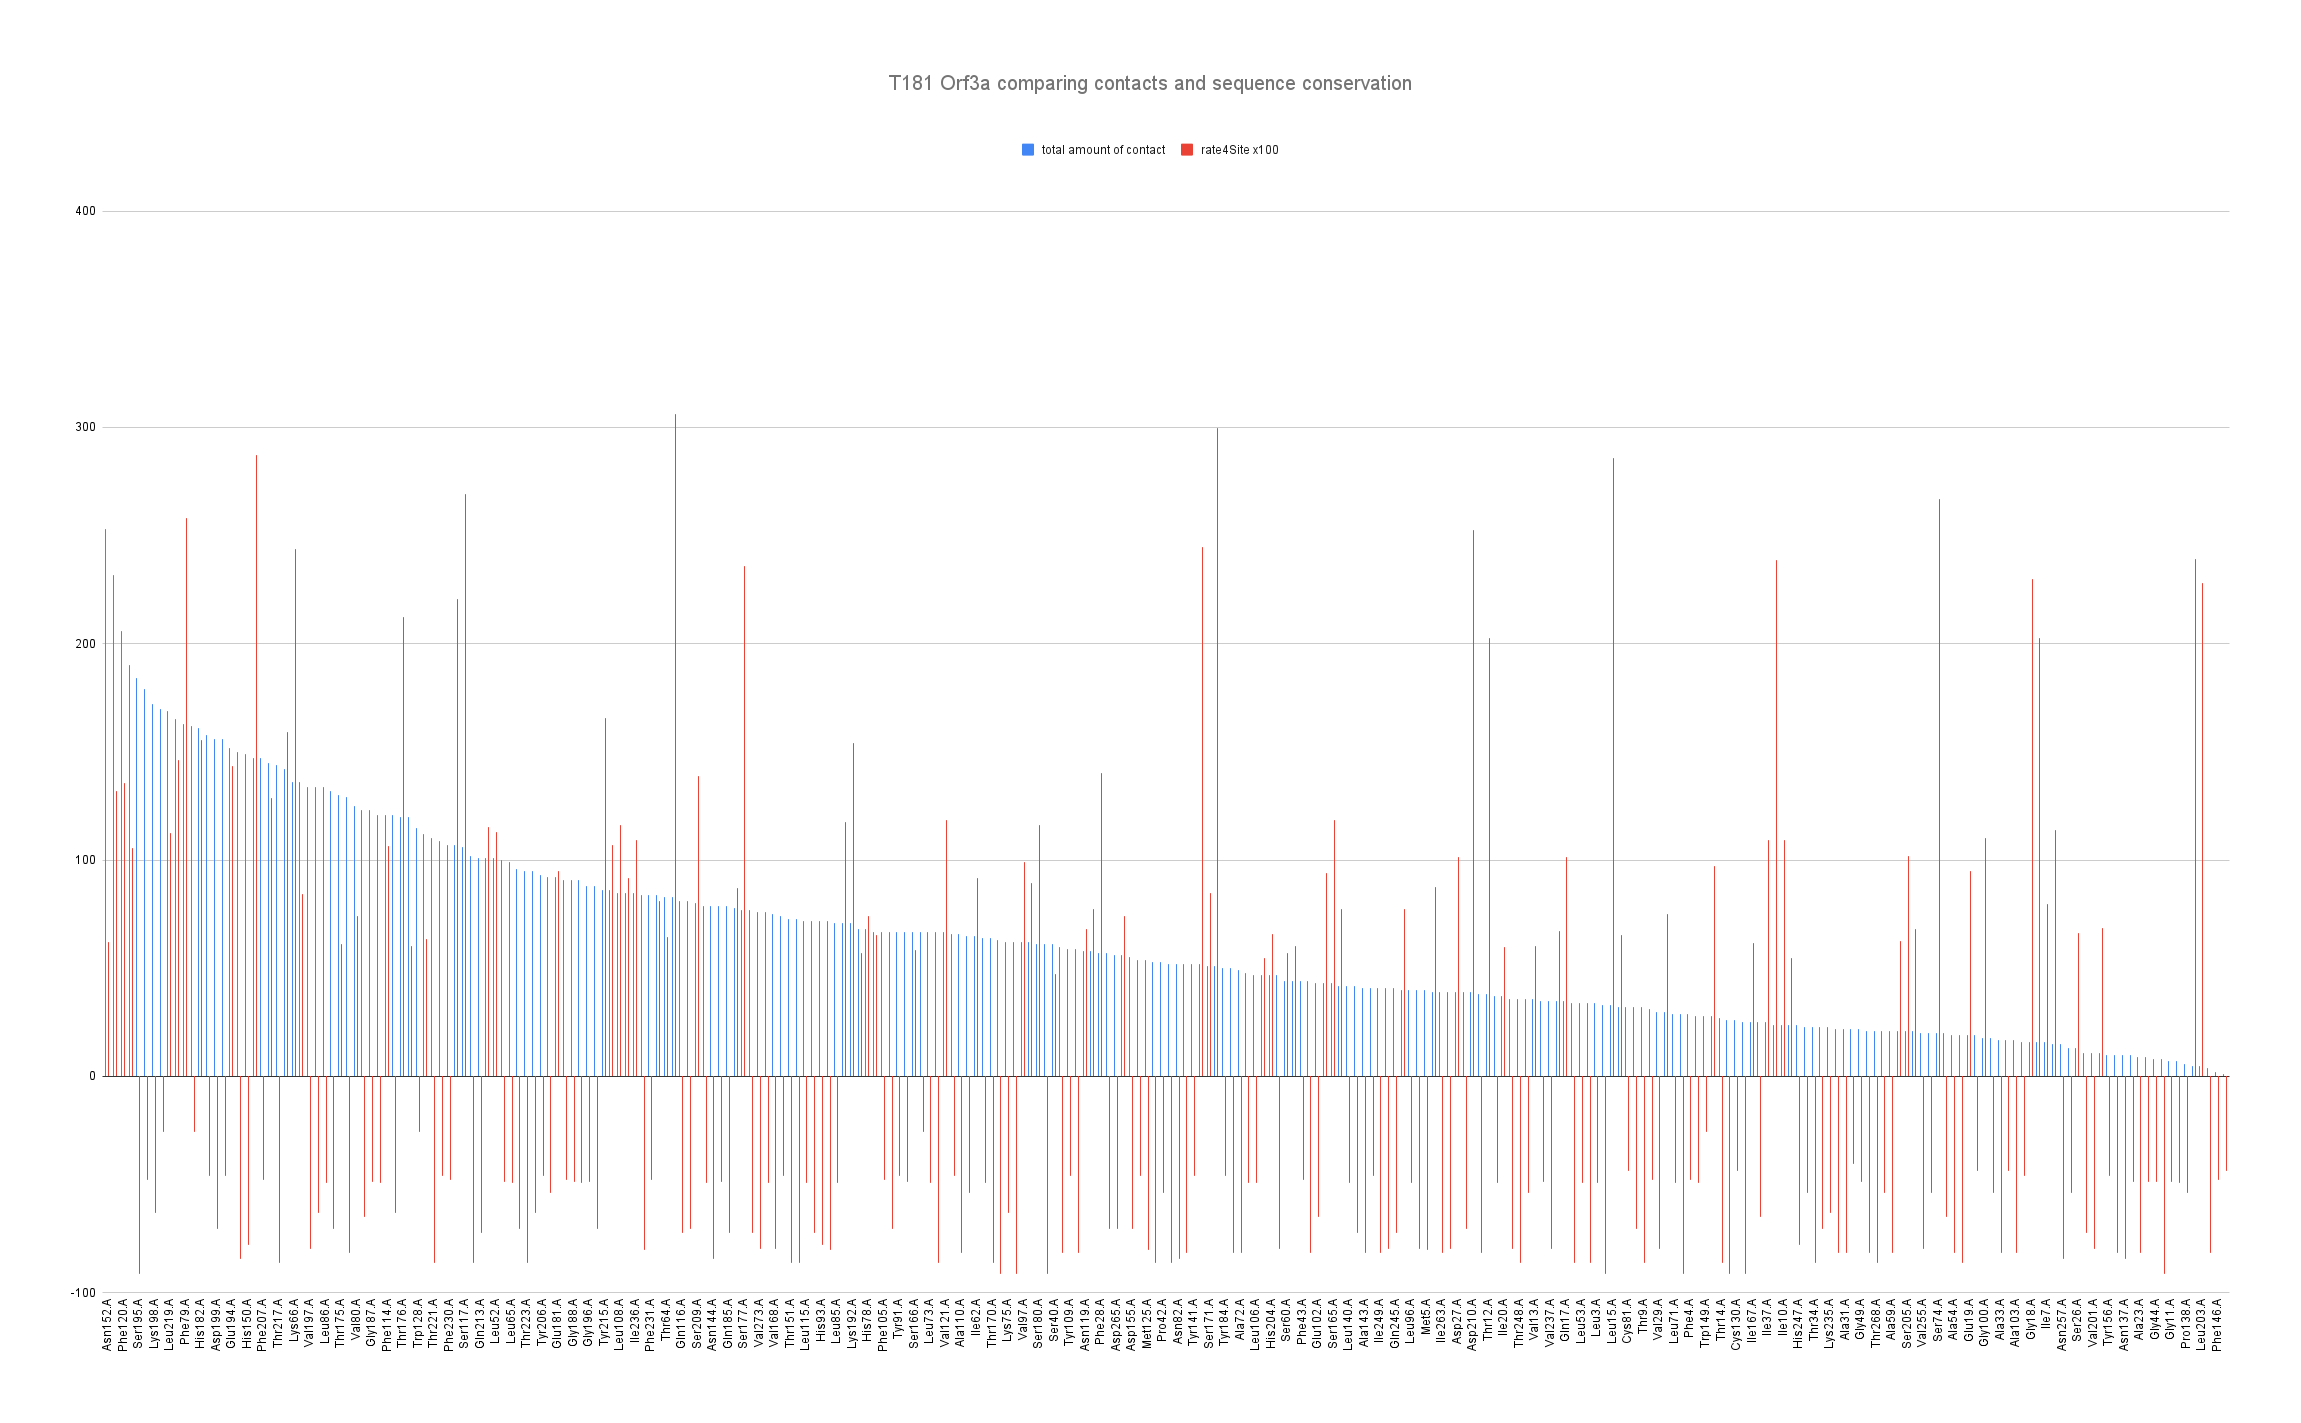 T181 Orf3a comparing contacts and sequence conservation
total amount of contact
rate4Site x100
400
300
200
100
0
-100
Asn152.A
Phe120.A
Ser195.A
Lys198.A
Leu219.A
Phe79.A
His182.A
Asp199.A
Glu194.A
His150.A
Phe207.A
Thr217.A
Lys66.A
Val197.A
Leu86.A
Thr175.A
Val80.A
Gly187.A
Phe114.A
Thr176.A
Trp128.A
Thr221.A
Phe230.A
Ser117.A
Gln213.A
Leu52.A
Leu65.A
Thr223.A
Tyr206.A
Glu181.A
Gly188.A
Gly196.A
Tyr215.A
Leu108.A
Ile236.A
Phe231.A
Thr64.A
Gln116.A
Ser209.A
Asn144.A
Gln185.A
Ser177.A
Val273.A
Val168.A
Thr151.A
Leu115.A
His93.A
Leu85.A
Lys192.A
His78.A
Phe105.A
Tyr91.A
Ser166.A
Leu73.A
Val121.A
Ala110.A
Ile62.A
Thr170.A
Lys75.A
Val97.A
Ser180.A
Ser40.A
Tyr109.A
Asn119.A
Phe28.A
Asp265.A
Asp155.A
Met125.A
Pro42.A
Asn82.A
Tyr141.A
Ser171.A
Tyr184.A
Ala72.A
Leu106.A
His204.A
Ser60.A
Phe43.A
Glu102.A
Ser165.A
Leu140.A
Ala143.A
Ile249.A
Gln245.A
Leu96.A
Met5.A
Ile263.A
Asp27.A
Asp210.A
Thr12.A
Ile20.A
Thr248.A
Val13.A
Val237.A
Gln17.A
Leu53.A
Leu3.A
Leu15.A
Cys81.A
Thr9.A
Val29.A
Leu71.A
Phe4.A
Trp149.A
Thr14.A
Cys130.A
Ile167.A
Ile37.A
Ile10.A
His247.A
Thr34.A
Lys235.A
Ala31.A
Gly49.A
Thr268.A
Ala59.A
Ser205.A
Val255.A
Ser74.A
Ala54.A
Glu19.A
Gly100.A
Ala33.A
Ala103.A
Gly18.A
Ile7.A
Asn257.A
Ser26.A
Val201.A
Tyr156.A
Asn137.A
Ala23.A
Gly44.A
Gly11.A
Pro138.A
Leu203.A
Phe146.A